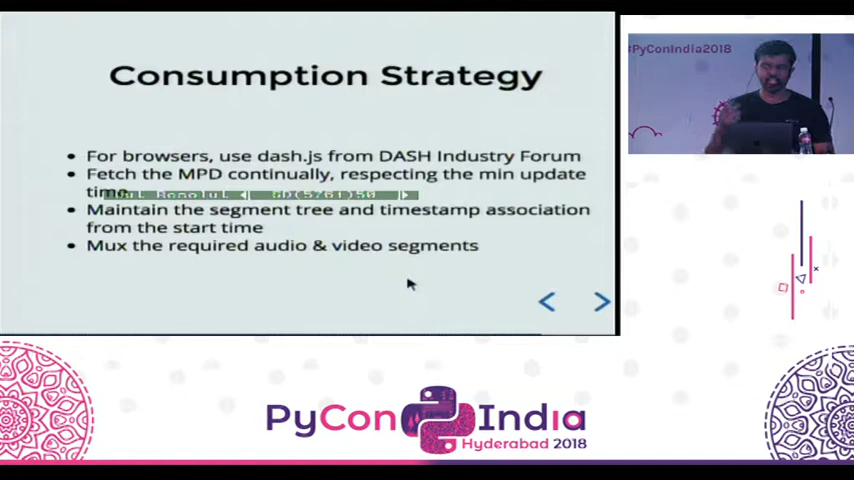 Consumption Strategy
#PyConIndia2018
• For browsers, use dash.js from DASH Industry Forum
• Fetch the MPD continually, respecting the min update
time
• Maintain the segment tree and timestamp association
from the start time
• Mux the required audio & video segments
PyCon India
Hyderabad 2018